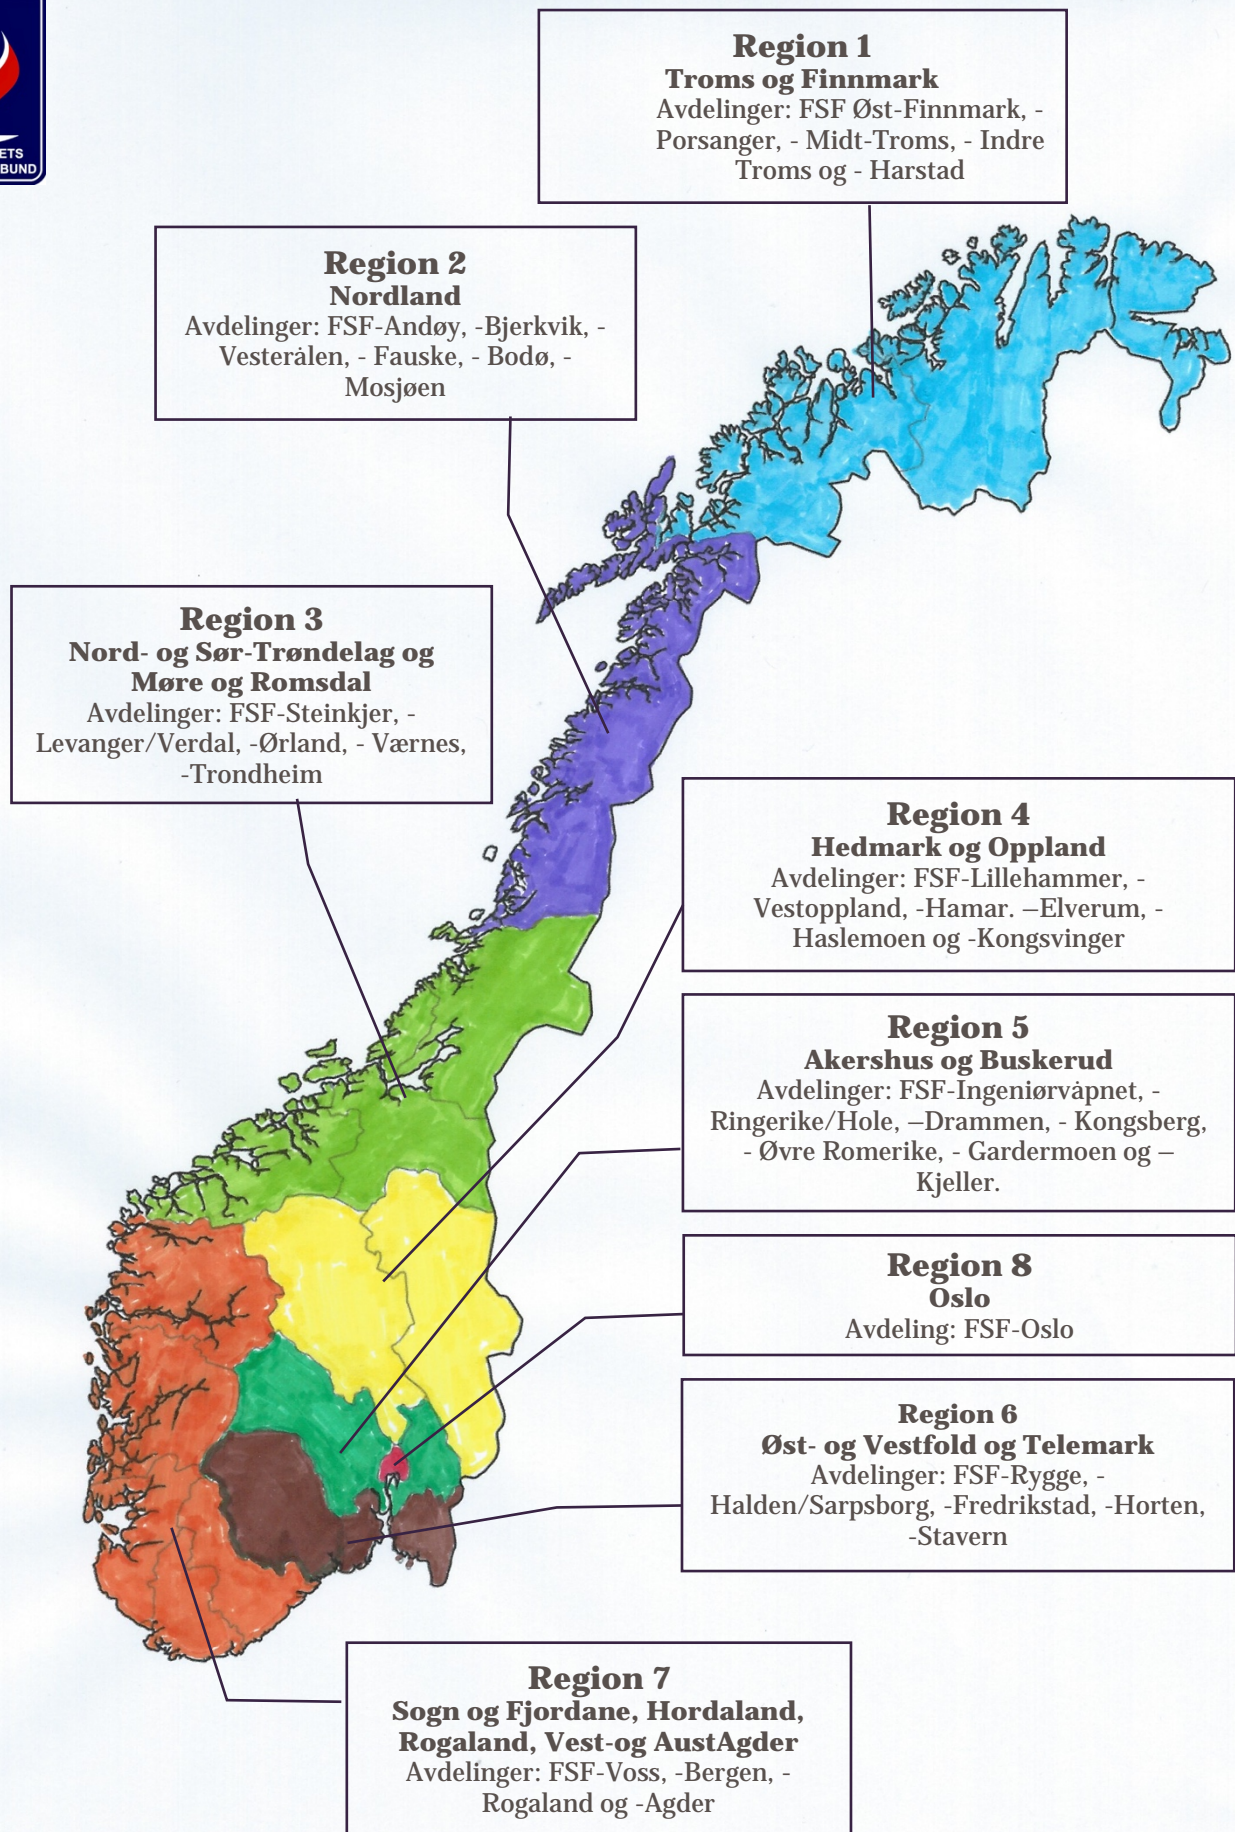 ETS
BUND
Region 1
Troms og Finnmark
Avdelinger: FSF Øst-Finnmark, -
Porsanger, - Midt-Troms, - Indre
Troms og - Harstad
Region 2
Nordland
Avdelinger: FSF-Andøy, -Bjerkvik, -
Vesterålen, - Fauske, - Bodø, -
Mosjøen
Region 3
Nord- og Sør-Trøndelag og
Møre og Romsdal
Avdelinger: FSF-Steinkjer, -
Levanger/Verdal, -Ørland, - Værnes,
-Trondheim
Region 4
Hedmark og Oppland
Avdelinger: FSF-Lillehammer, -
Vestoppland, -Hamar. –Elverum, -
Haslemoen og -Kongsvinger
Region 5
Akershus og Buskerud
Avdelinger: FSF-Ingeniørvåpnet, -
Ringerike/Hole, –Drammen, - Kongsberg,
- Øvre Romerike, - Gardermoen og –
Kjeller.
Region 8
Oslo
Avdeling: FSF-Oslo
Region 6
Øst- og Vestfold og Telemark
Avdelinger: FSF-Rygge, -
Halden/Sarpsborg, -Fredrikstad, -Horten,
-Stavern
Region 7
Sogn og Fjordane, Hordaland,
Rogaland, Vest-og AustAgder
Avdelinger: FSF-Voss, -Bergen, -
Rogaland og -Agder